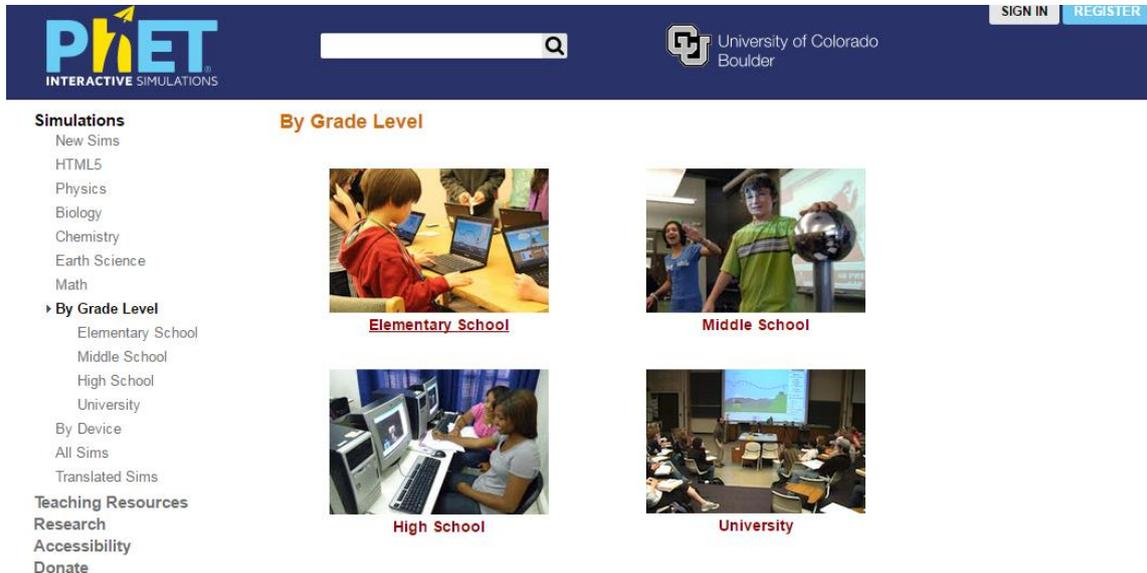 SIGN IN REGISTER
PhET
INTERACTIVE SIMULATIONS
University of Colorado
Boulder
Simulations
New Sims
HTML5
Physics
Biology
Chemistry
Earth Science
Math
By Grade Level
Elementary School
Middle School
High School
University
By Device
All Sims
Translated Sims
Teaching Resources
Research
Accessibility
Donate
By Grade Level
Elementary School
Middle School
High School
University